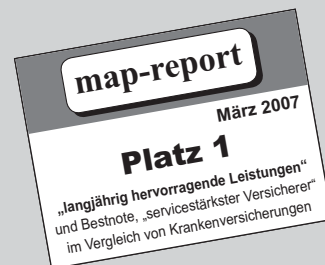 map-report
März 2007
Platz 1
„langjährig hervorragende Leistungen“
und Bestnote, „servicestärkster Versicherer“
im Vergleich von Krankenversicherungen